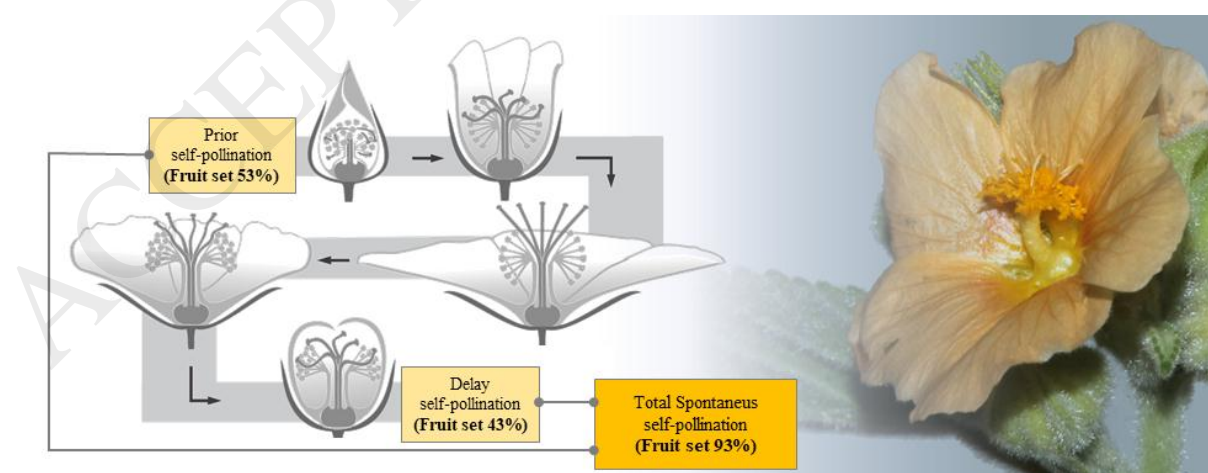 Prior
self-pollination
(Fruit set 53%)
Delay
self-pollination
(Fruit set 43%)
Total Spontaneus
self-pollination
(Fruit set 93%)
ACCEPT